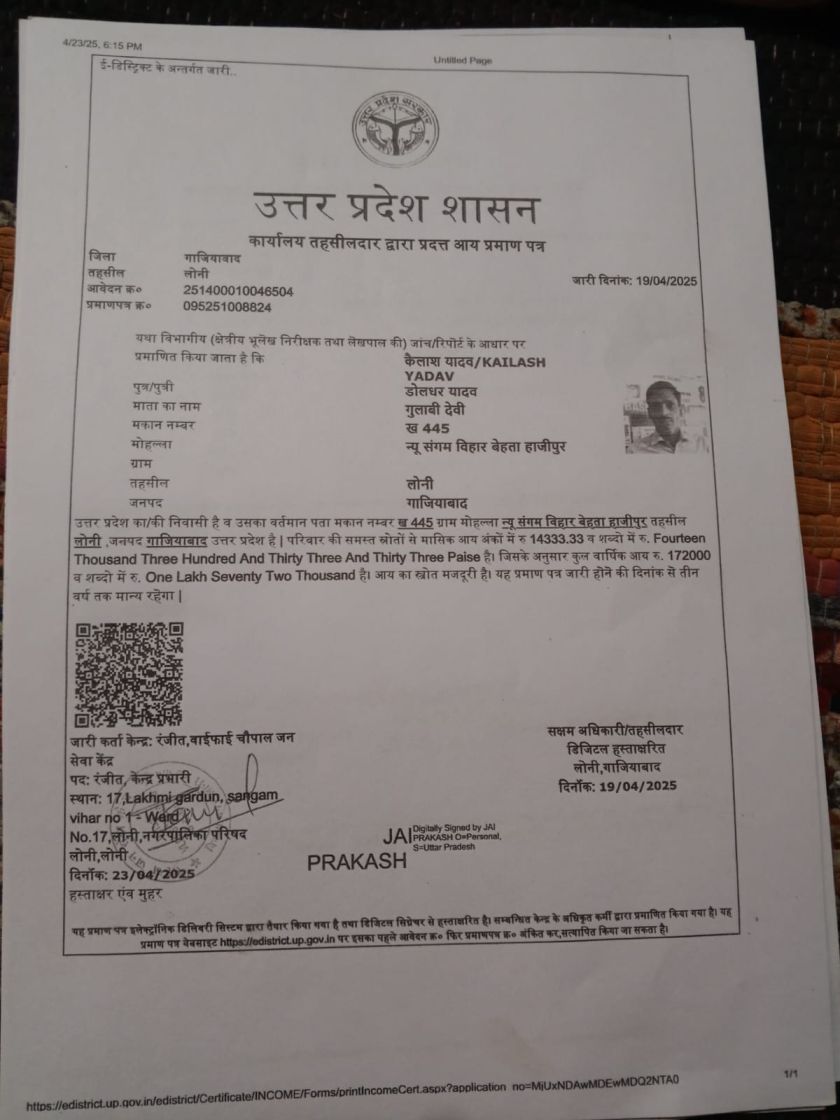 4/23/25, 6:15 PM
Untitled Page
ई-डिस्ट्रिक्ट के अन्तर्गत जारी..
उत्तर प्रदेश सरकार
उत्तर प्रदेश शासन
कार्यालय तहसीलदार द्वारा प्रदत्त आय प्रमाण पत्र
जिला गाजियाबाद
तहसील लोनी
जारी दिनांक: 19/04/2025
आवेदन क्र० 251400010046504
प्रमाणपत्र क्र० 095251008824
यथा विभागीय (क्षेत्रीय भूलेख निरीक्षक तथा लेखपाल की) जांच/रिपोर्ट के आधार पर
प्रमाणित किया जाता है कि कैलाश यादव/KAILASH
YADAV
पुत्र/पुत्री डोलधर यादव
माता का नाम गुलाबी देवी
मकान नम्बर ख 445
मोहल्ला न्यू संगम विहार बेहता हाजीपुर
ग्राम
तहसील लोनी
जनपद गाजियाबाद
उत्तर प्रदेश का/की निवासी है व उसका वर्तमान पता मकान नम्बर ख 445 ग्राम मोहल्ला न्यू संगम विहार बेहता हाजीपुर तहसील
लोनी ,जनपद गाजियाबाद उत्तर प्रदेश है | परिवार की समस्त स्रोतों से मासिक आय अंकों में रु 14333.33 व शब्दो में रु. Fourteen
Thousand Three Hundred And Thirty Three And Thirty Three Paise है। जिसके अनुसार कुल वार्षिक आय रु. 172000
व शब्दो में रु. One Lakh Seventy Two Thousand है। आय का स्रोत मजदूरी है। यह प्रमाण पत्र जारी होने की दिनांक से तीन
वर्ष तक मान्य रहेगा |
जारी कर्ता केन्द्र: रंजीत,वाईफाई चौपाल जन
सेवा केंद्र
पद: रंजीत, केन्द्र प्रभारी
स्थान: 17,Lakhmi gardun, sangam
vihar no 1 - Ward
No.17,लोनी,नगरपालिका परिषद
लोनी,लोनी
दिनाँक: 23/04/2025
हस्ताक्षर एंव मुहर
सक्षम अधिकारी/तहसीलदार
डिजिटल हस्ताक्षरित
लोनी,गाजियाबाद
दिनाँक: 19/04/2025
JAI
PRAKASH
Digitally Signed by JAI
PRAKASH O=Personal,
S=Uttar Pradesh
यह प्रमाण पत्र इलेक्ट्रॉनिक डिलिवरी सिस्टम द्वारा तैयार किया गया है तथा डिजिटल सिग्नेचर से हस्ताक्षरित है। सम्बन्धित केन्द्र के अधिकृत कर्मी द्वारा प्रमाणित किया गया है। यह
प्रमाण पत्र वेबसाइट https://edistrict.up.gov.in पर इसका पहले आवेदन क्र० फिर प्रमाणपत्र क्र० अंकित कर,सत्यापित किया जा सकता है।
https://edistrict.up.gov.in/edistrict/Certificate/INCOME/Forms/printIncomeCert.aspx?application_no=MjUxNDAwMDEwMDQ2NTA0
1/1